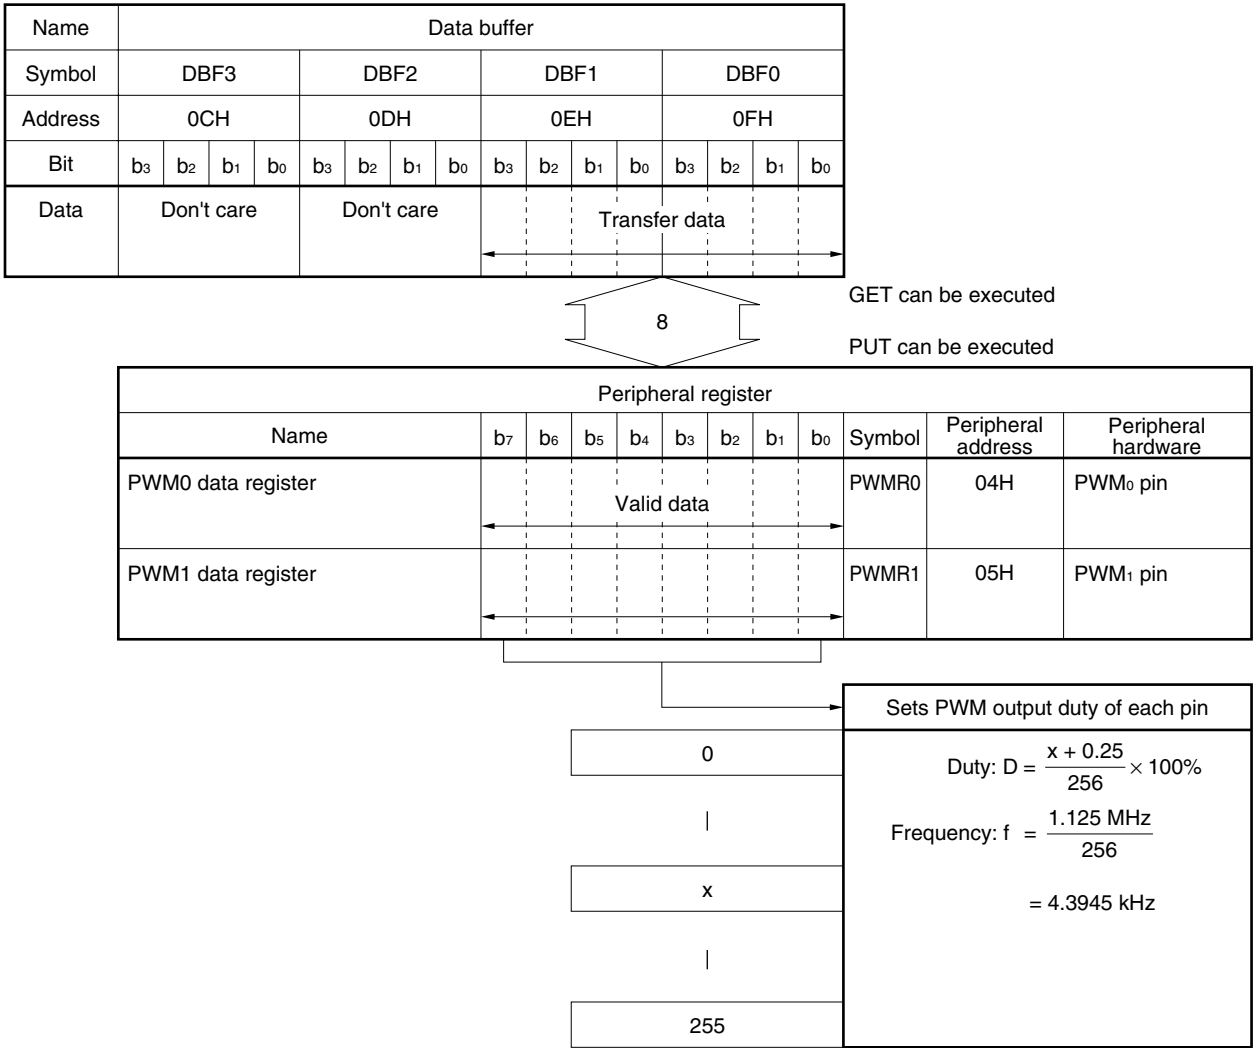 Name Data buffer
Symbol DBF3 DBF2 DBF1 DBF0
Address 0CH 0DH 0EH 0FH
Bit b3 b2 b1 b0 b3 b2 b1 b0 b3 b2 b1 b0 b3 b2 b1 b0
Data Don't care Don't care Transfer data
GET can be executed
8
PUT can be executed
Peripheral register
Name b7 b6 b5 b4 b3 b2 b1 b0 Symbol Peripheral address Peripheral hardware
PWM0 data register Valid data PWMR0 04H PWM0 pin
PWM1 data register PWMR1 05H PWM1 pin
Sets PWM output duty of each pin
0
Duty: D = x + 0.25 / 256 × 100%
|
Frequency: f = 1.125 MHz / 256
x
= 4.3945 kHz
|
255